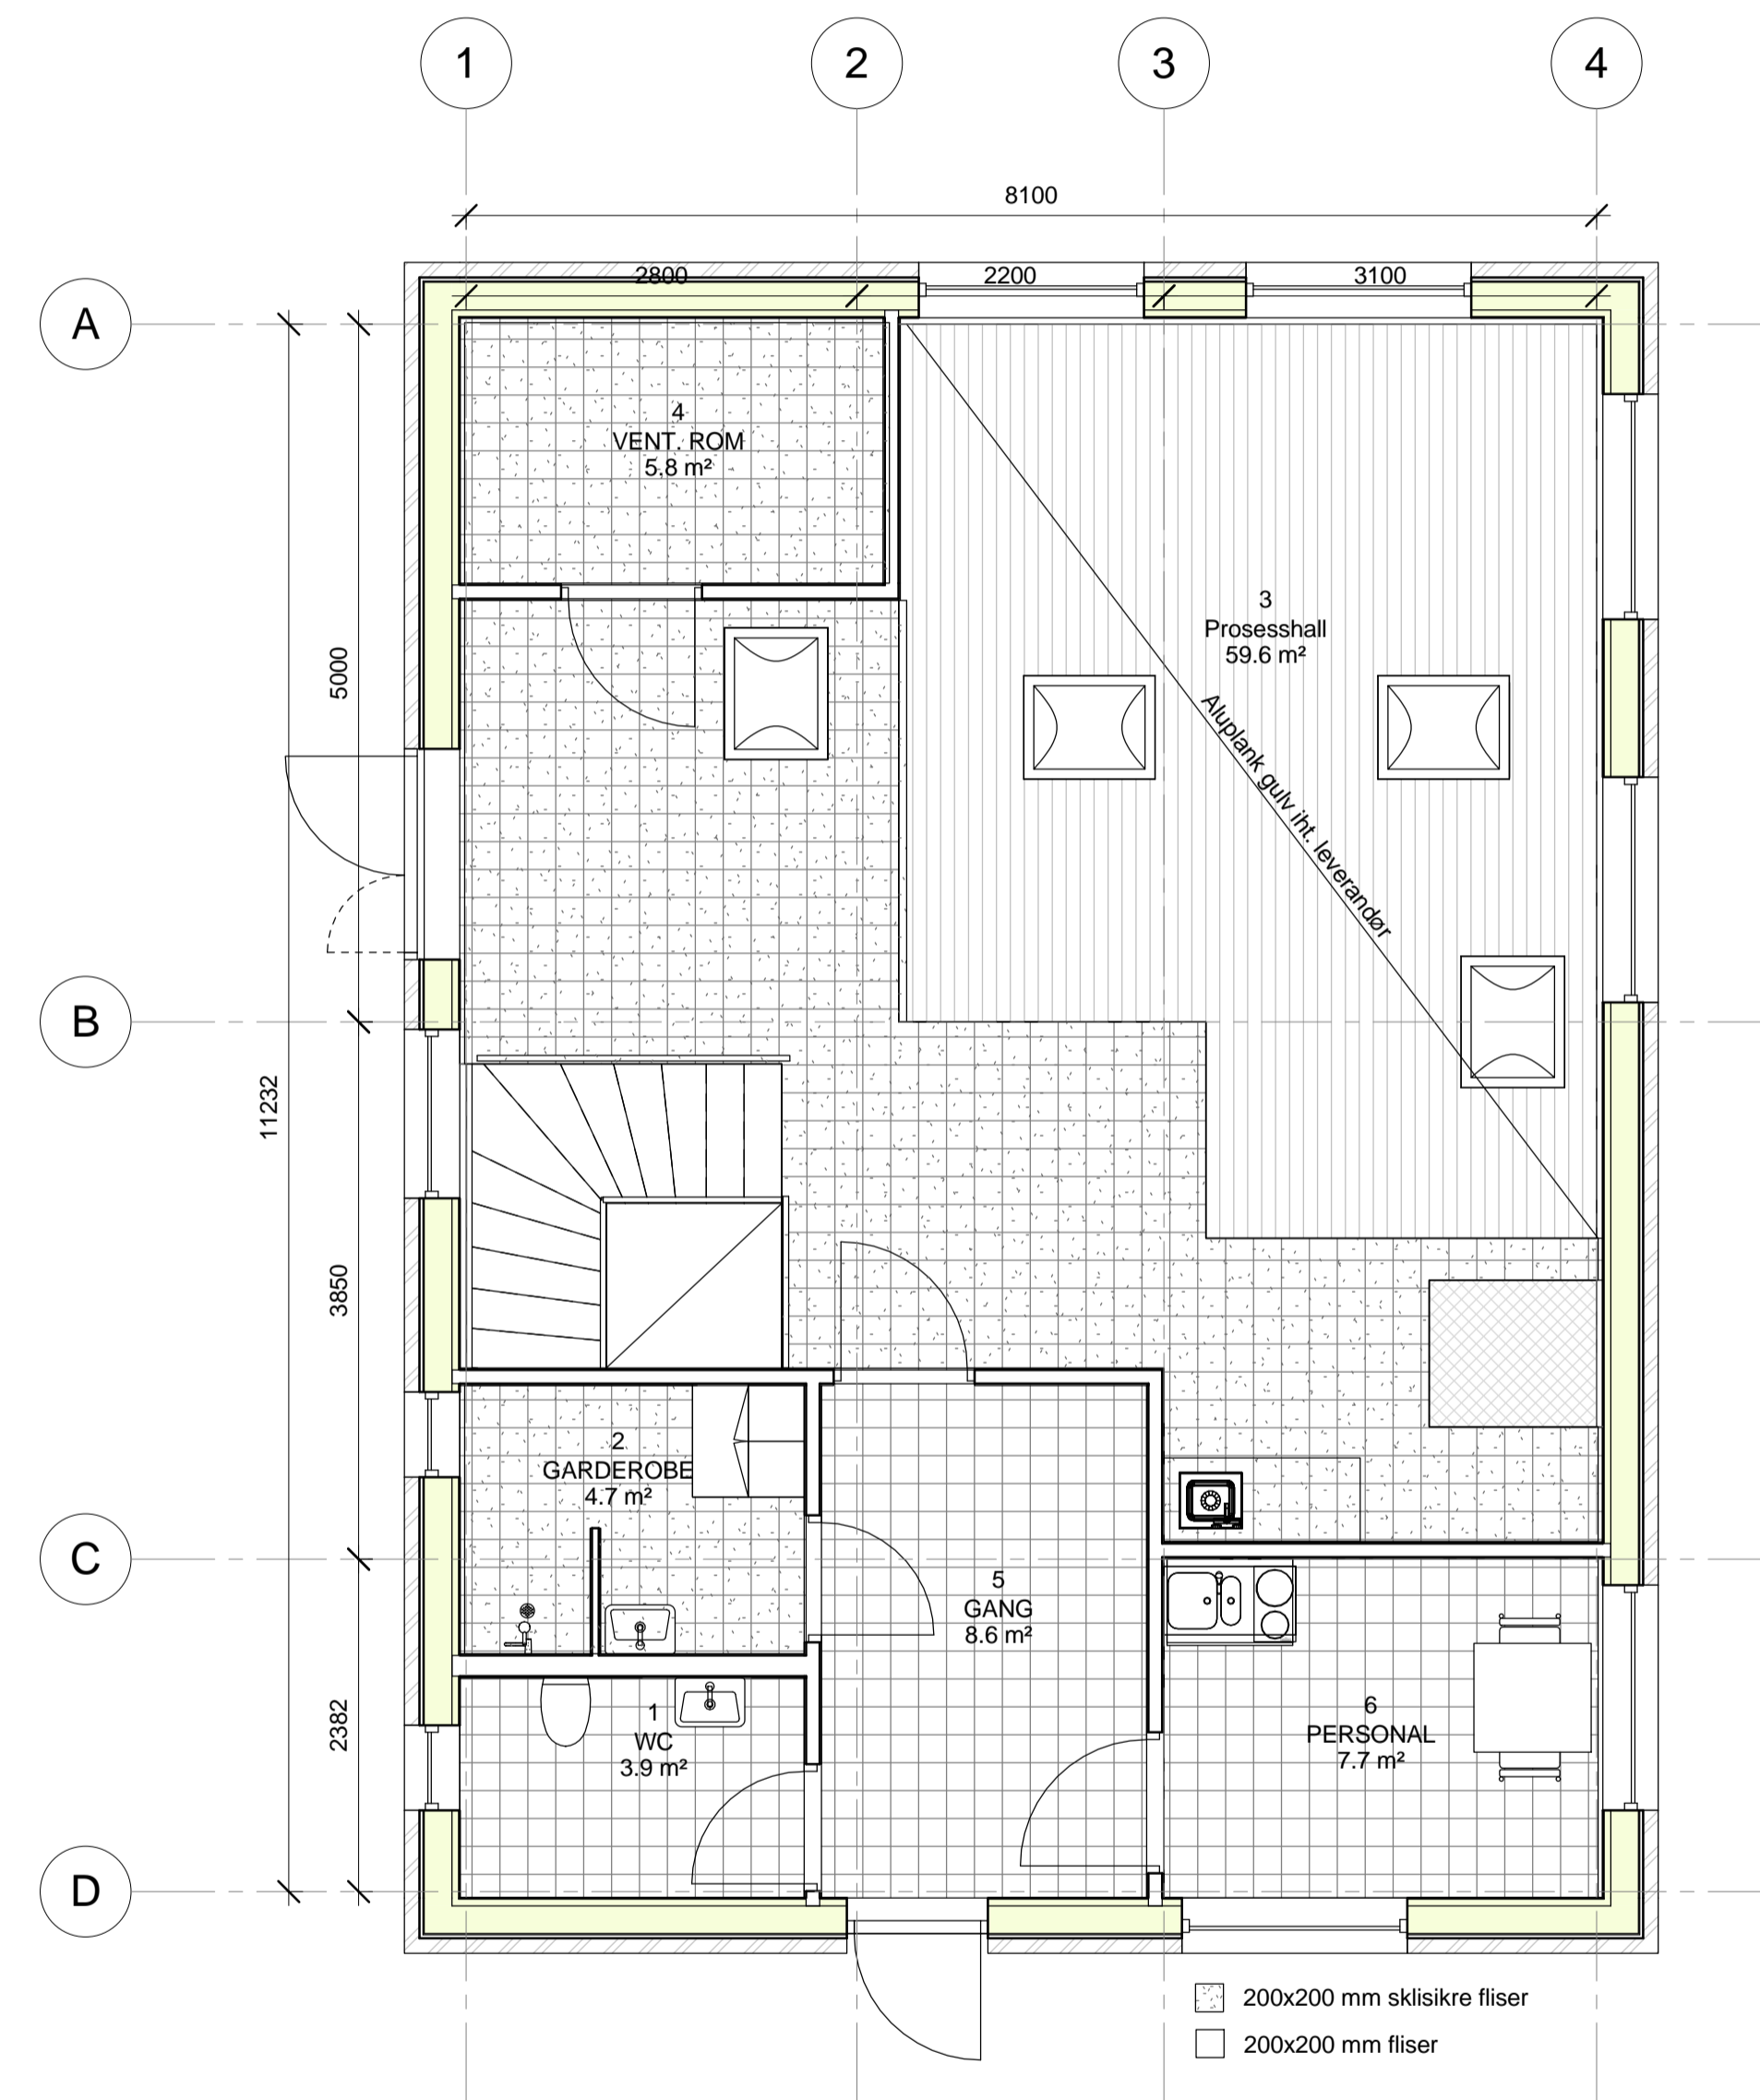 1
2
3
4
8100
2800
2200
3100
A
4
VENT. ROM
5.8 m²
3
Prosesshall
59.6 m²
5000
Aluplank gulv iht. leverandør
B
11232
3850
2
GARDEROBE
4.7 m²
C
5
GANG
8.6 m²
1
WC
3.9 m²
6
PERSONAL
7.7 m²
2382
D
200x200 mm sklisikre fliser
200x200 mm fliser